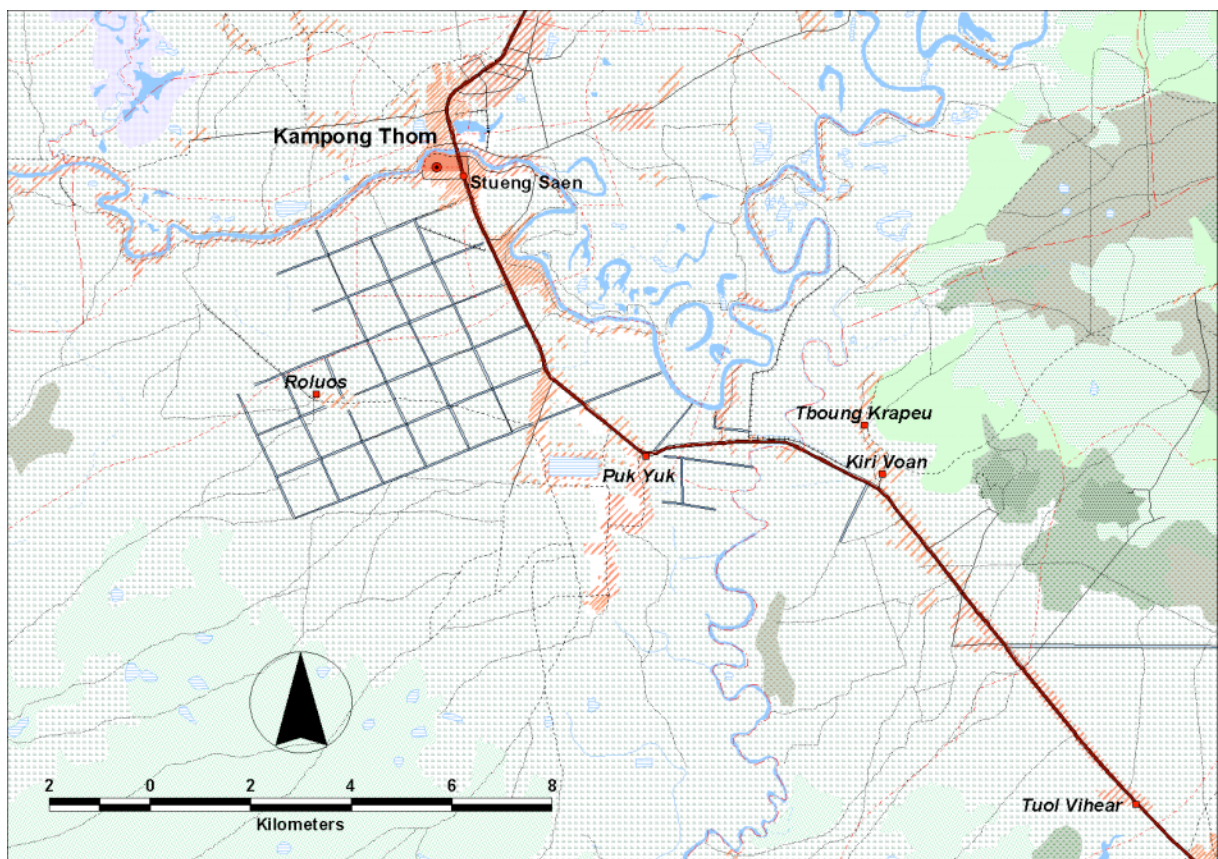 Kampong Thom
Stueng Saen
Roluos
Tboung Krapeu
Kiri Voan
Puk Yuk
2 0 2 4 6 8
Kilometers
Tuol Vihear